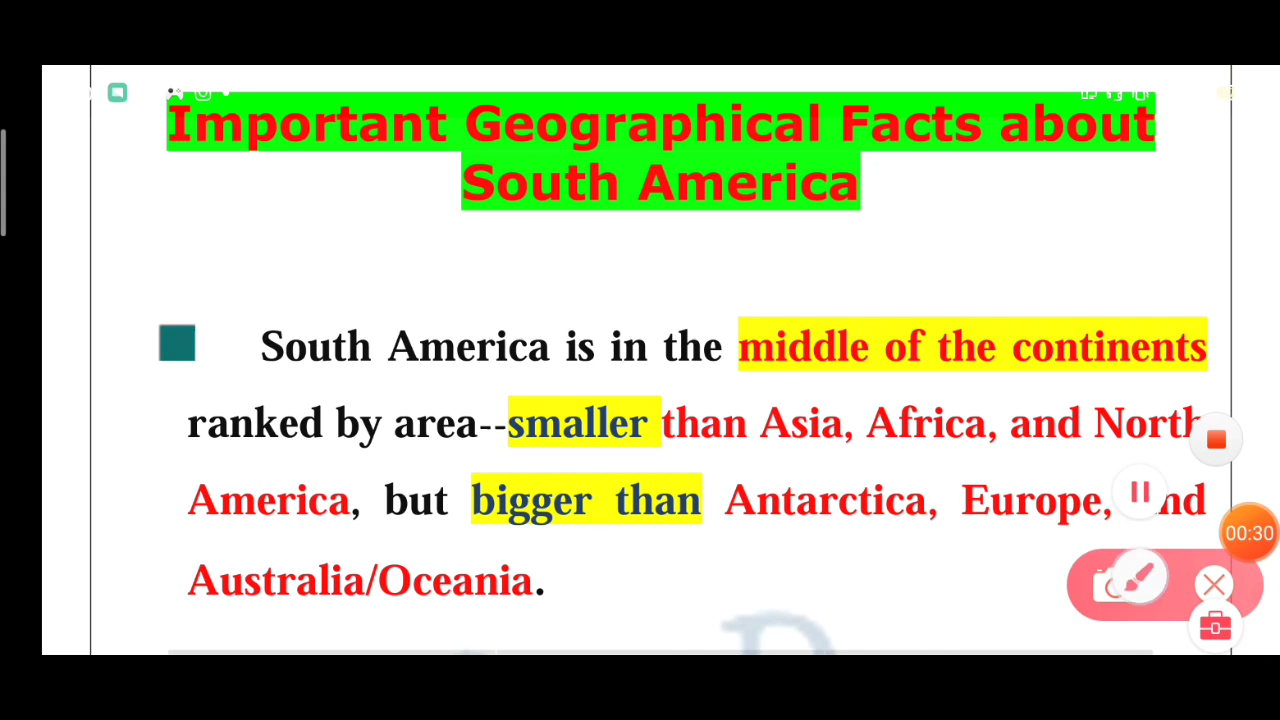 Important Geographical Facts about
South America
South America is in the middle of the continents
ranked by area--smaller than Asia, Africa, and North
America, but bigger than Antarctica, Europe, and
Australia/Oceania.
00:30